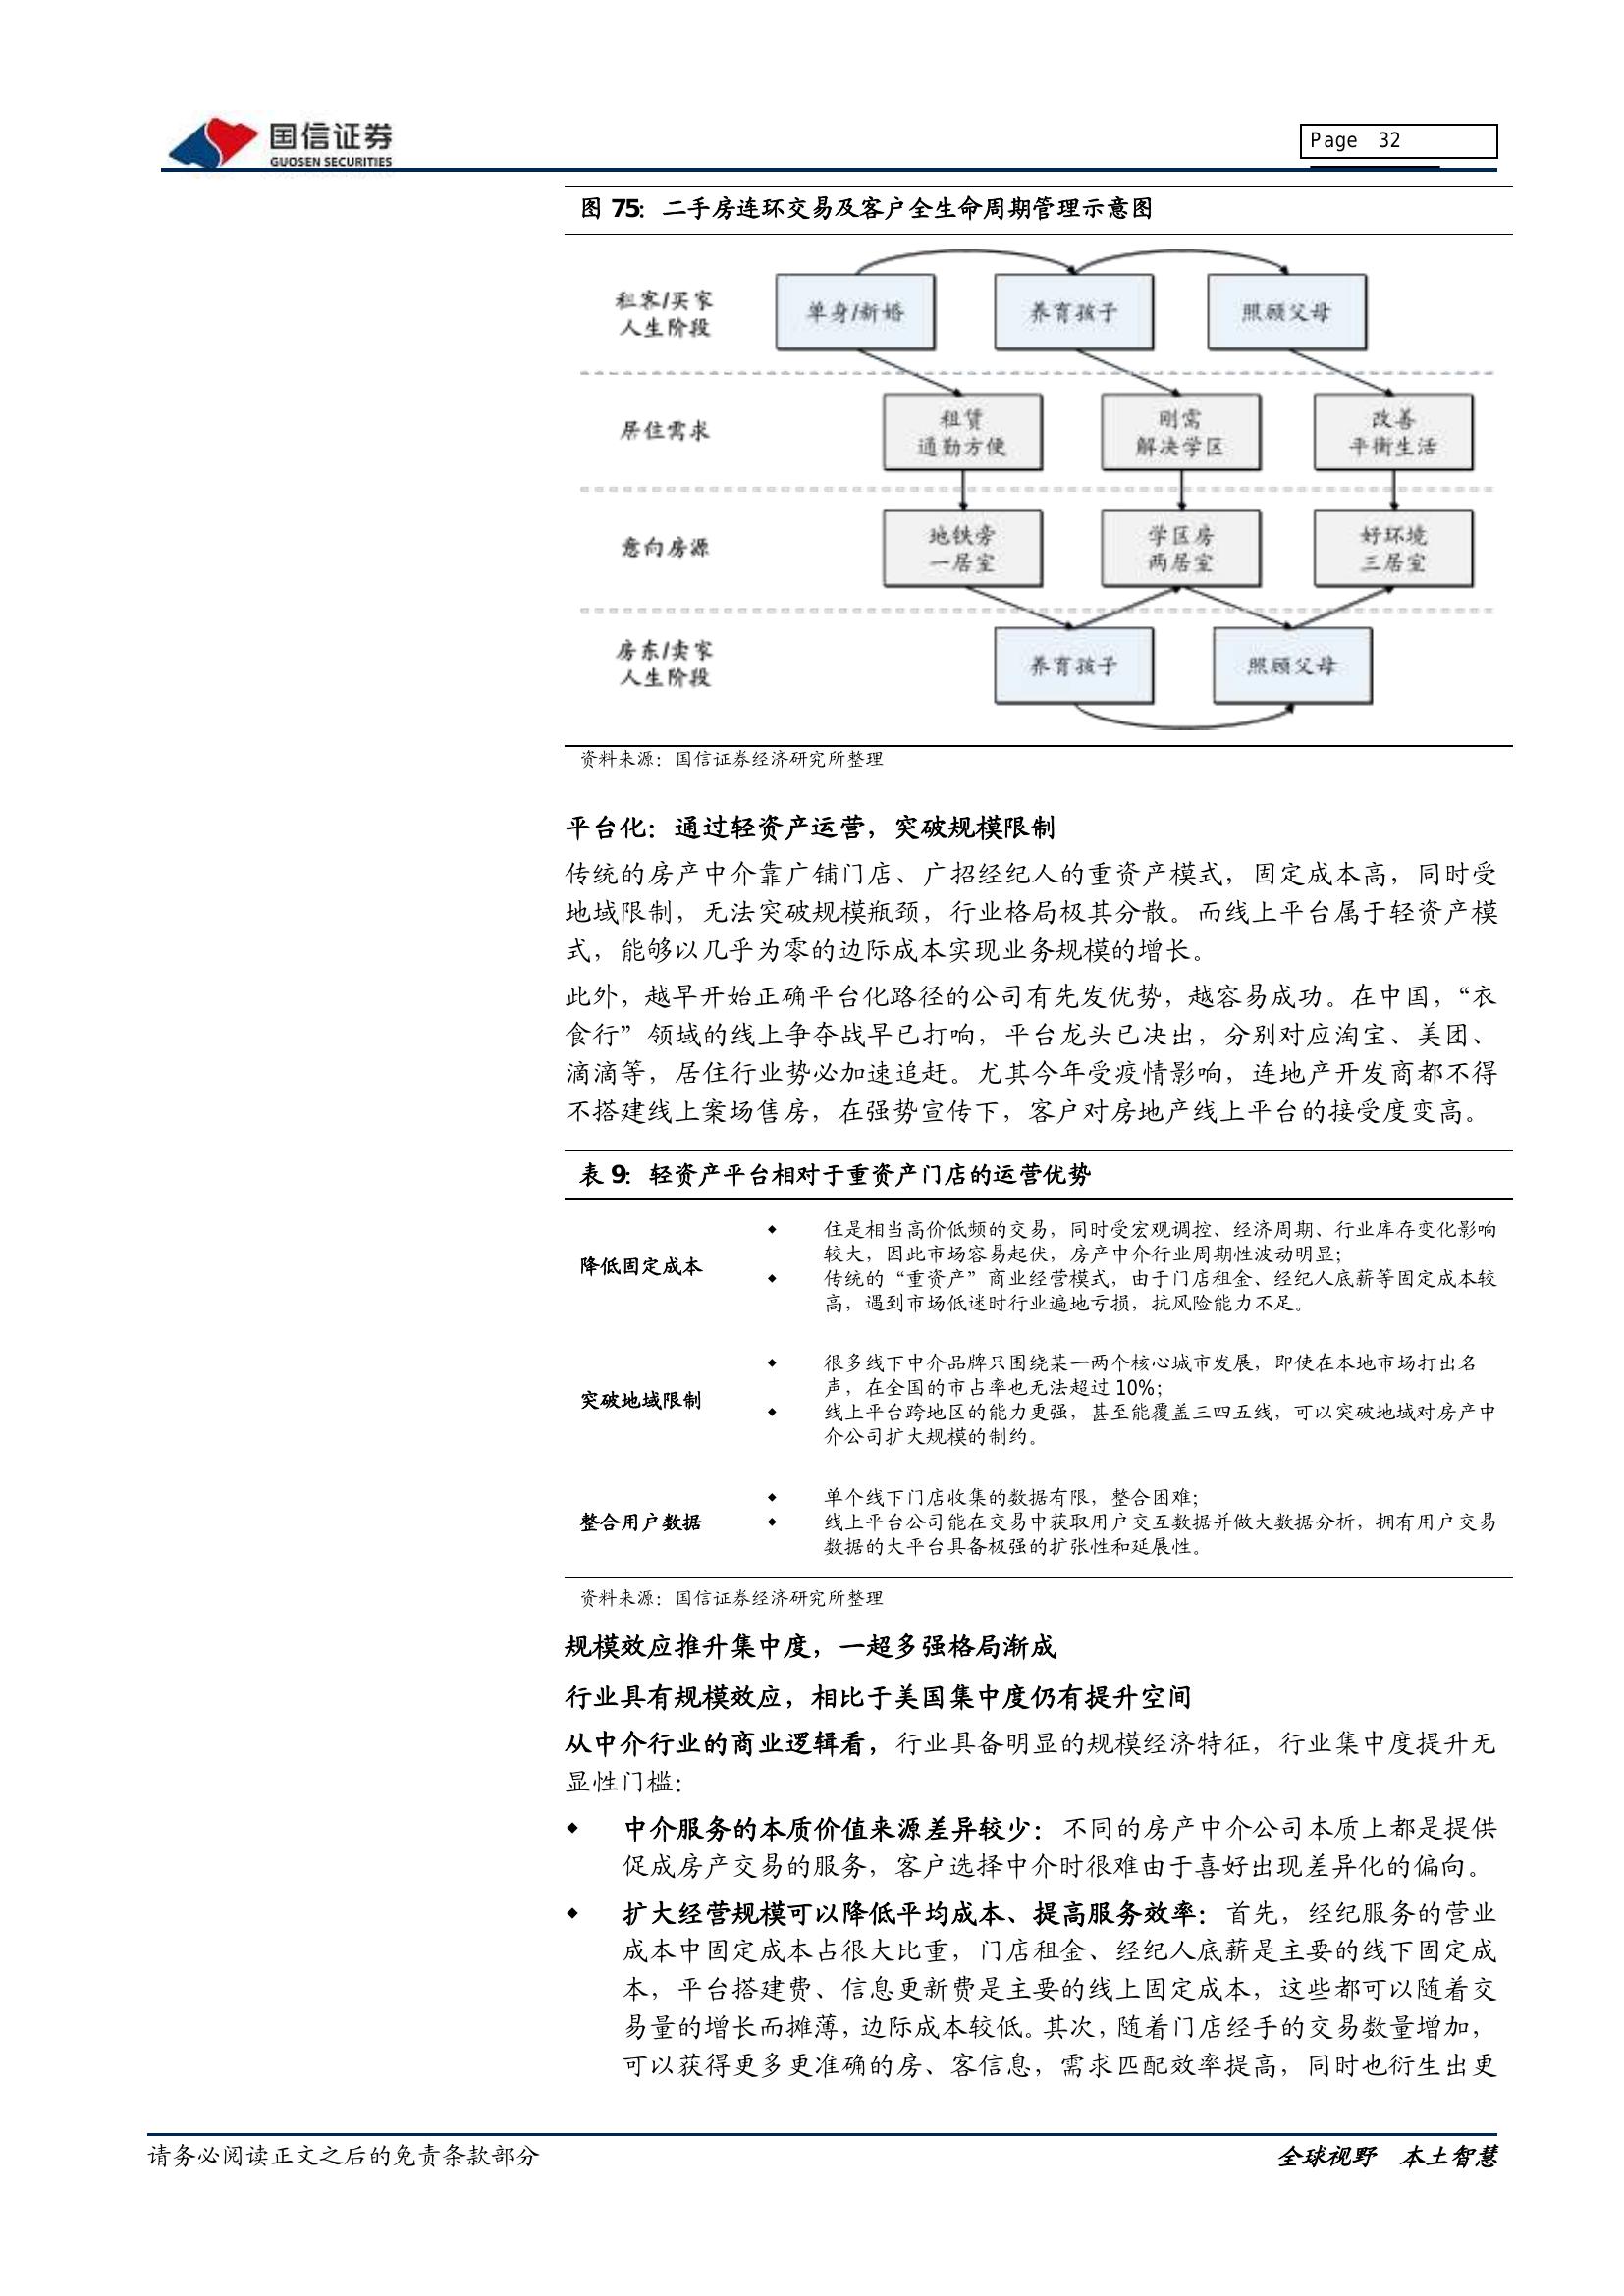 国信证券
GUOSEN SECURITIES
Page 32
图 75：二手房连环交易及客户全生命周期管理示意图
租客/买家
人生阶段
单身/新婚
养育孩子
照顾父母
居住需求
租赁
通勤方便
刚需
解决学区
改善
平衡生活
意向房源
地铁旁
一居室
学区房
两居室
好环境
三居室
房东/卖家
人生阶段
养育孩子
照顾父母
资料来源：国信证券经济研究所整理
平台化：通过轻资产运营，突破规模限制
传统的房产中介靠广铺门店、广招经纪人的重资产模式，固定成本高，同时受
地域限制，无法突破规模瓶颈，行业格局极其分散。而线上平台属于轻资产模
式，能够以几乎为零的边际成本实现业务规模的增长。
此外，越早开始正确平台化路径的公司有先发优势，越容易成功。在中国，“衣
食行”领域的线上争夺战早已打响，平台龙头已决出，分别对应淘宝、美团、
滴滴等，居住行业势必加速追赶。尤其今年受疫情影响，连地产开发商都不得
不搭建线上案场售房，在强势宣传下，客户对房地产线上平台的接受度变高。
表 9：轻资产平台相对于重资产门店的运营优势
降低固定成本
◆ 住是相当高价低频的交易，同时受宏观调控、经济周期、行业库存变化影响
较大，因此市场容易起伏，房产中介行业周期性波动明显；
◆ 传统的“重资产”商业经营模式，由于门店租金、经纪人底薪等固定成本较
高，遇到市场低迷时行业遍地亏损，抗风险能力不足。
突破地域限制
◆ 很多线下中介品牌只围绕某一两个核心城市发展，即使在本地市场打出名
声，在全国的市占率也无法超过 10%；
◆ 线上平台跨地区的能力更强，甚至能覆盖三四五线，可以突破地域对房产中
介公司扩大规模的制约。
整合用户数据
◆ 单个线下门店收集的数据有限，整合困难；
◆ 线上平台公司能在交易中获取用户交互数据并做大数据分析，拥有用户交易
数据的大平台具备极强的扩张性和延展性。
资料来源：国信证券经济研究所整理
规模效应推升集中度，一超多强格局渐成
行业具有规模效应，相比于美国集中度仍有提升空间
从中介行业的商业逻辑看，行业具备明显的规模经济特征，行业集中度提升无
显性门槛：
◆ 中介服务的本质价值来源差异较少：不同的房产中介公司本质上都是提供
促成房产交易的服务，客户选择中介时很难由于喜好出现差异化的偏向。
◆ 扩大经营规模可以降低平均成本、提高服务效率：首先，经纪服务的营业
成本中固定成本占很大比重，门店租金、经纪人底薪是主要的线下固定成
本，平台搭建费、信息更新费是主要的线上固定成本，这些都可以随着交
易量的增长而摊薄，边际成本较低。其次，随着门店经手的交易数量增加，
可以获得更多更准确的房、客信息，需求匹配效率提高，同时也衍生出更
请务必阅读正文之后的免责条款部分
全球视野 本土智慧